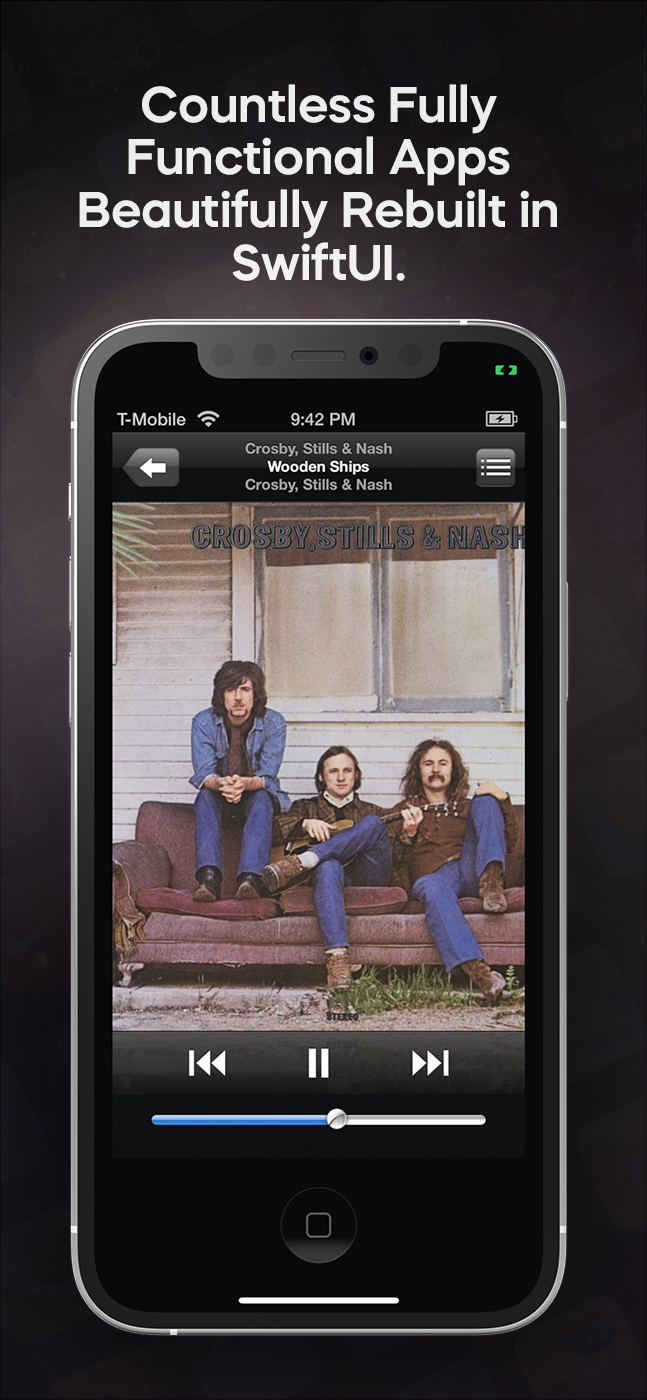 Countless Fully
Functional Apps
Beautifully Rebuilt in
SwiftUI.
T-Mobile 9:42 PM
Crosby, Stills & Nash
Wooden Ships
Crosby, Stills & Nash
CROSBY, STILLS & NASH
STEREO